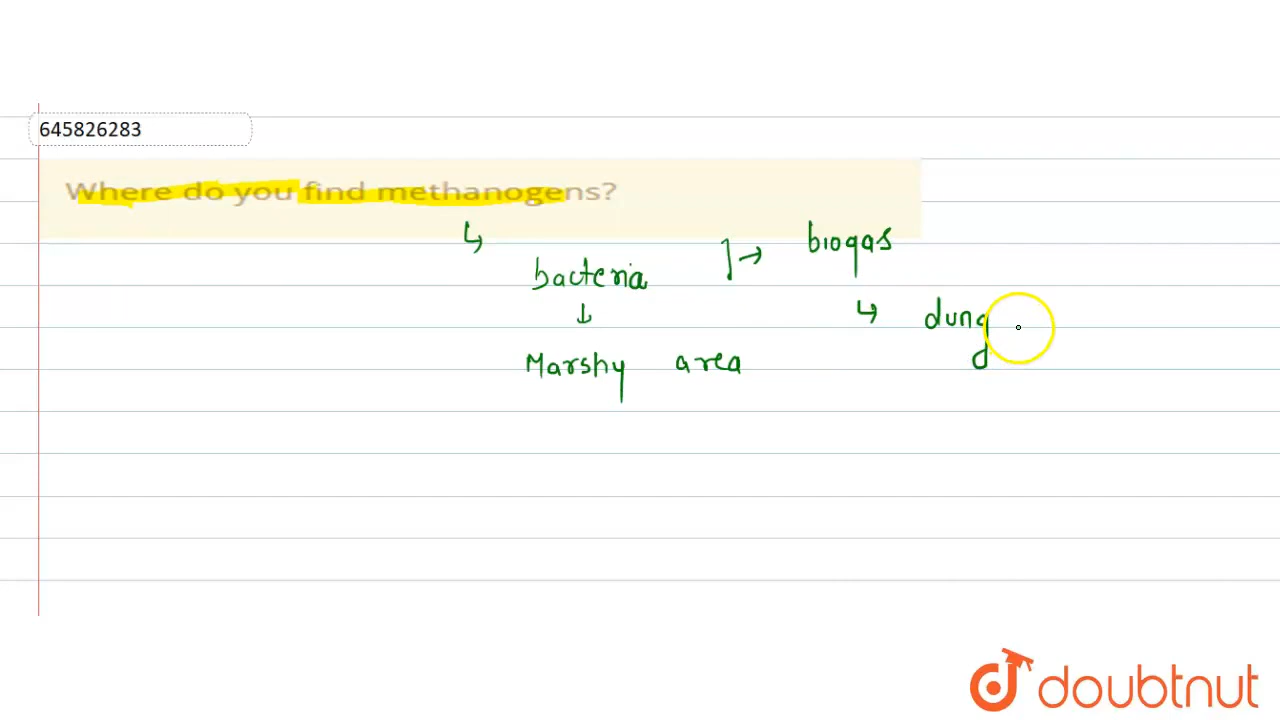 645826283
Where do you find methanogens?
↳ bacteria ] → biogas
↓ ↳ dung
Marshy area
doubtnut